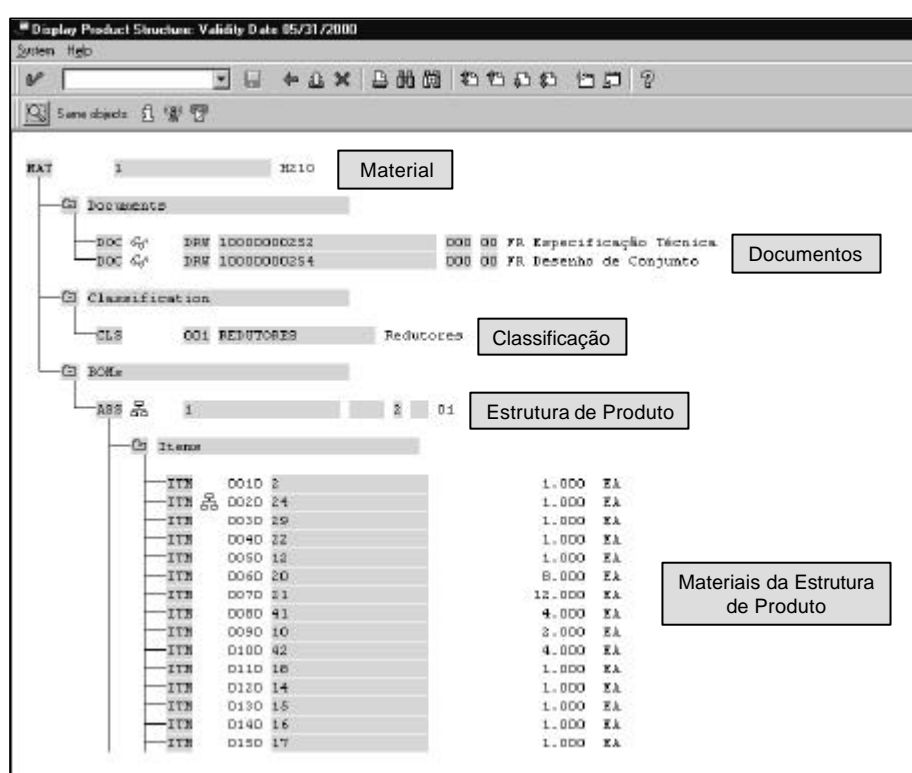 Display Product Structure: Validity Date 05/31/2000
System Help
Same objects
MAT 1 M210 Material
Documents
DOC DRW 10000000252 000 00 FR Especificação Técnica
DOC DRW 10000000254 000 00 FR Desenho de Conjunto
Documentos
Classification
CLS 001 REDUTORES Redutores Classificação
BOMs
ASS 1 2 01 Estrutura de Produto
Items
ITM 0010 2 1.000 EA
ITM 0020 24 1.000 EA
ITM 0030 29 1.000 EA
ITM 0040 22 1.000 EA
ITM 0050 12 1.000 EA
ITM 0060 20 8.000 EA
ITM 0070 21 12.000 EA
ITM 0080 41 4.000 EA
ITM 0090 10 2.000 EA
ITM 0100 42 4.000 EA
ITM 0110 18 1.000 EA
ITM 0120 14 1.000 EA
ITM 0130 15 1.000 EA
ITM 0140 16 1.000 EA
ITM 0150 17 1.000 EA
Materiais da Estrutura
de Produto